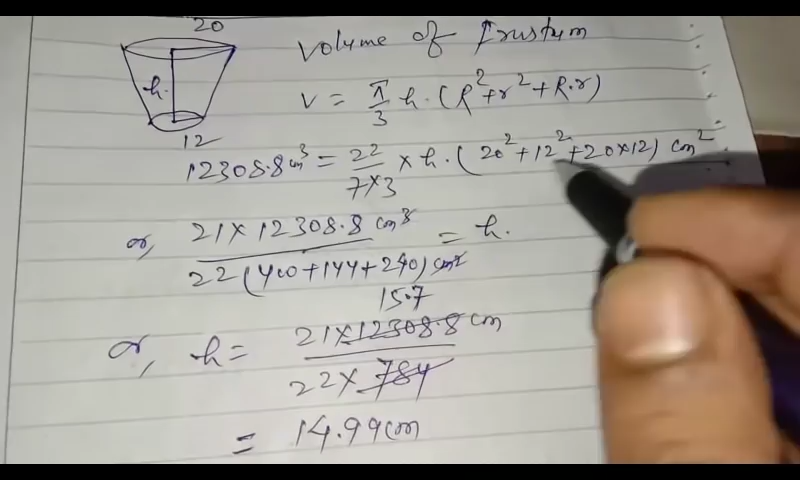 20
Volume of Frustum
h.
V = π/3 h. (R² + r² + R.r)
12
12308.8 cm³ = 22/7×3 × h. (20² + 12² + 20×12) cm²
or, 21 × 12308.8 cm³ / 22 (400 + 144 + 240) cm² = h.
15.7
or, h = 21 × 12308.8 cm / 22 × 784
= 14.99 cm